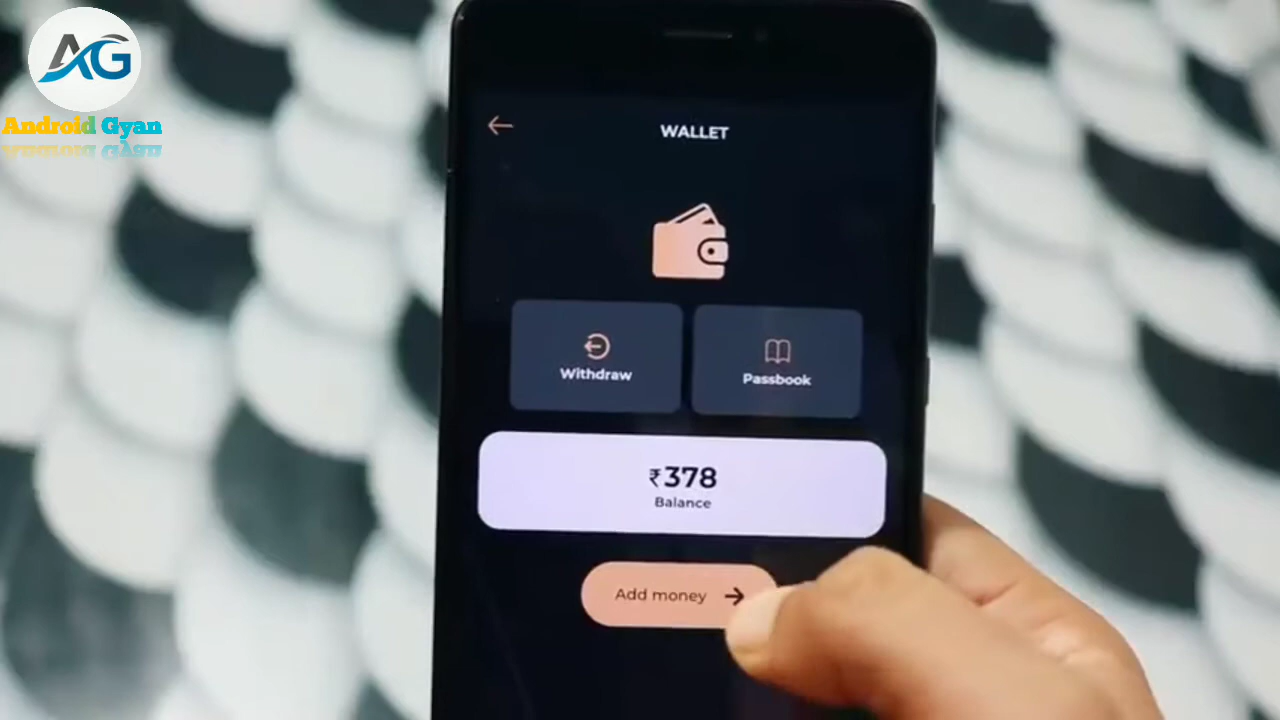 AG
Android Gyan
WALLET
Withdraw
Passbook
₹378
Balance
Add money